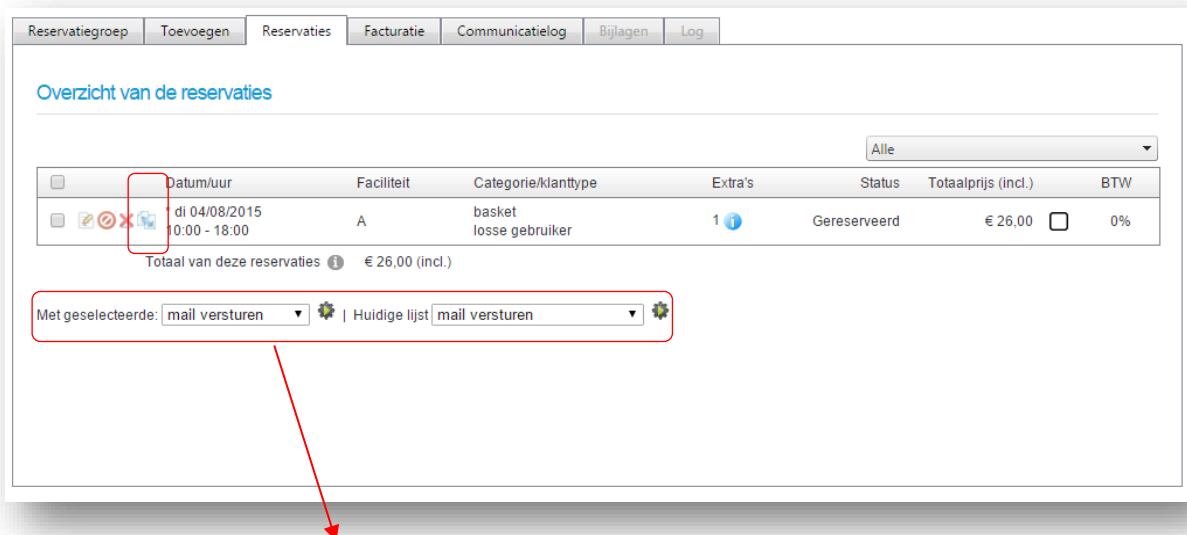 Reservatiegroep Toevoegen Reservaties Facturatie Communicatielog Bijlagen Log
Overzicht van de reservaties
Alle
Datum/uur Faciliteit Categorie/klanttype Extra's Status Totaalprijs (incl.) BTW
* di 04/08/2015 A basket 1 Gereserveerd € 26,00 0%
10:00 - 18:00 losse gebruiker
Totaal van deze reservaties € 26,00 (incl.)
Met geselecteerde: mail versturen | Huidige lijst mail versturen